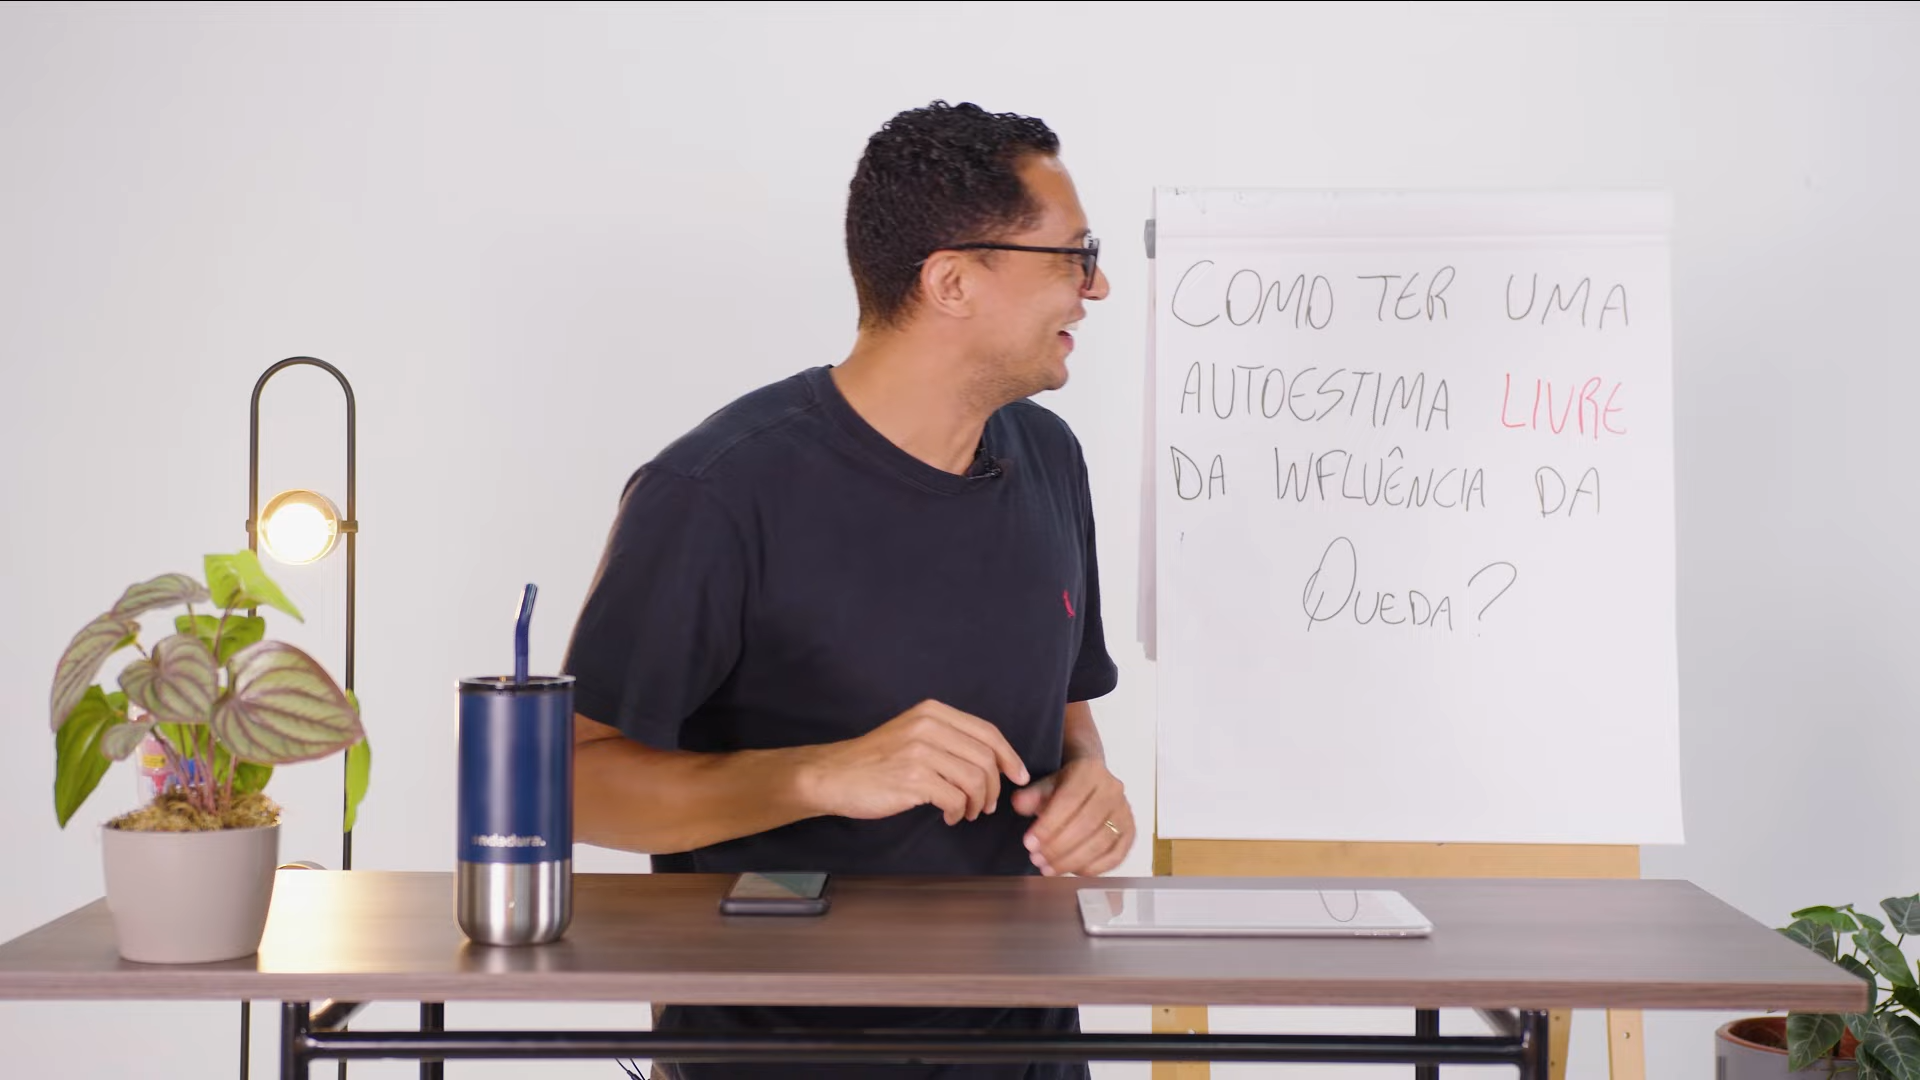 COMO TER UMA
AUTOESTIMA LIVRE
DA INFLUÊNCIA DA
QUEDA?